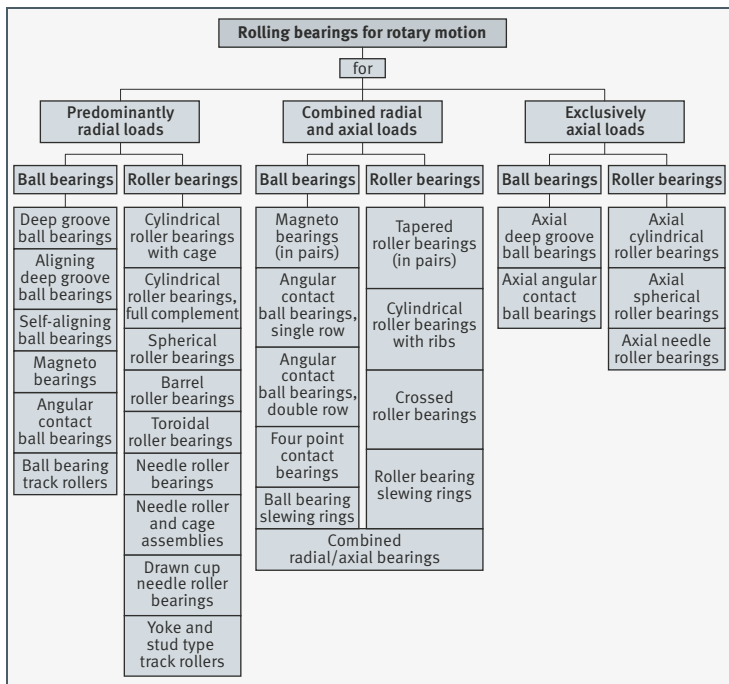 Rolling bearings for rotary motion
for
Predominantly
radial loads
Combined radial
and axial loads
Exclusively
axial loads
Ball bearings
Roller bearings
Ball bearings
Roller bearings
Ball bearings
Roller bearings
Deep groove
ball bearings
Aligning
deep groove
ball bearings
Self-aligning
ball bearings
Magneto
bearings
Angular
contact
ball bearings
Ball bearing
track rollers
Cylindrical
roller bearings
with cage
Cylindrical
roller bearings,
full complement
Spherical
roller bearings
Barrel
roller bearings
Toroidal
roller bearings
Needle roller
bearings
Needle roller
and cage
assemblies
Drawn cup
needle roller
bearings
Yoke and
stud type
track rollers
Magneto
bearings
(in pairs)
Angular
contact
ball bearings,
single row
Angular
contact
ball bearings,
double row
Four point
contact
bearings
Ball bearing
slewing rings
Tapered
roller bearings
(in pairs)
Cylindrical
roller bearings
with ribs
Crossed
roller bearings
Roller bearing
slewing rings
Combined
radial/axial bearings
Axial
deep groove
ball bearings
Axial angular
contact
ball bearings
Axial
cylindrical
roller bearings
Axial
spherical
roller bearings
Axial needle
roller bearings